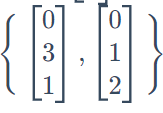 { [0 3 1], [0 1 2] }